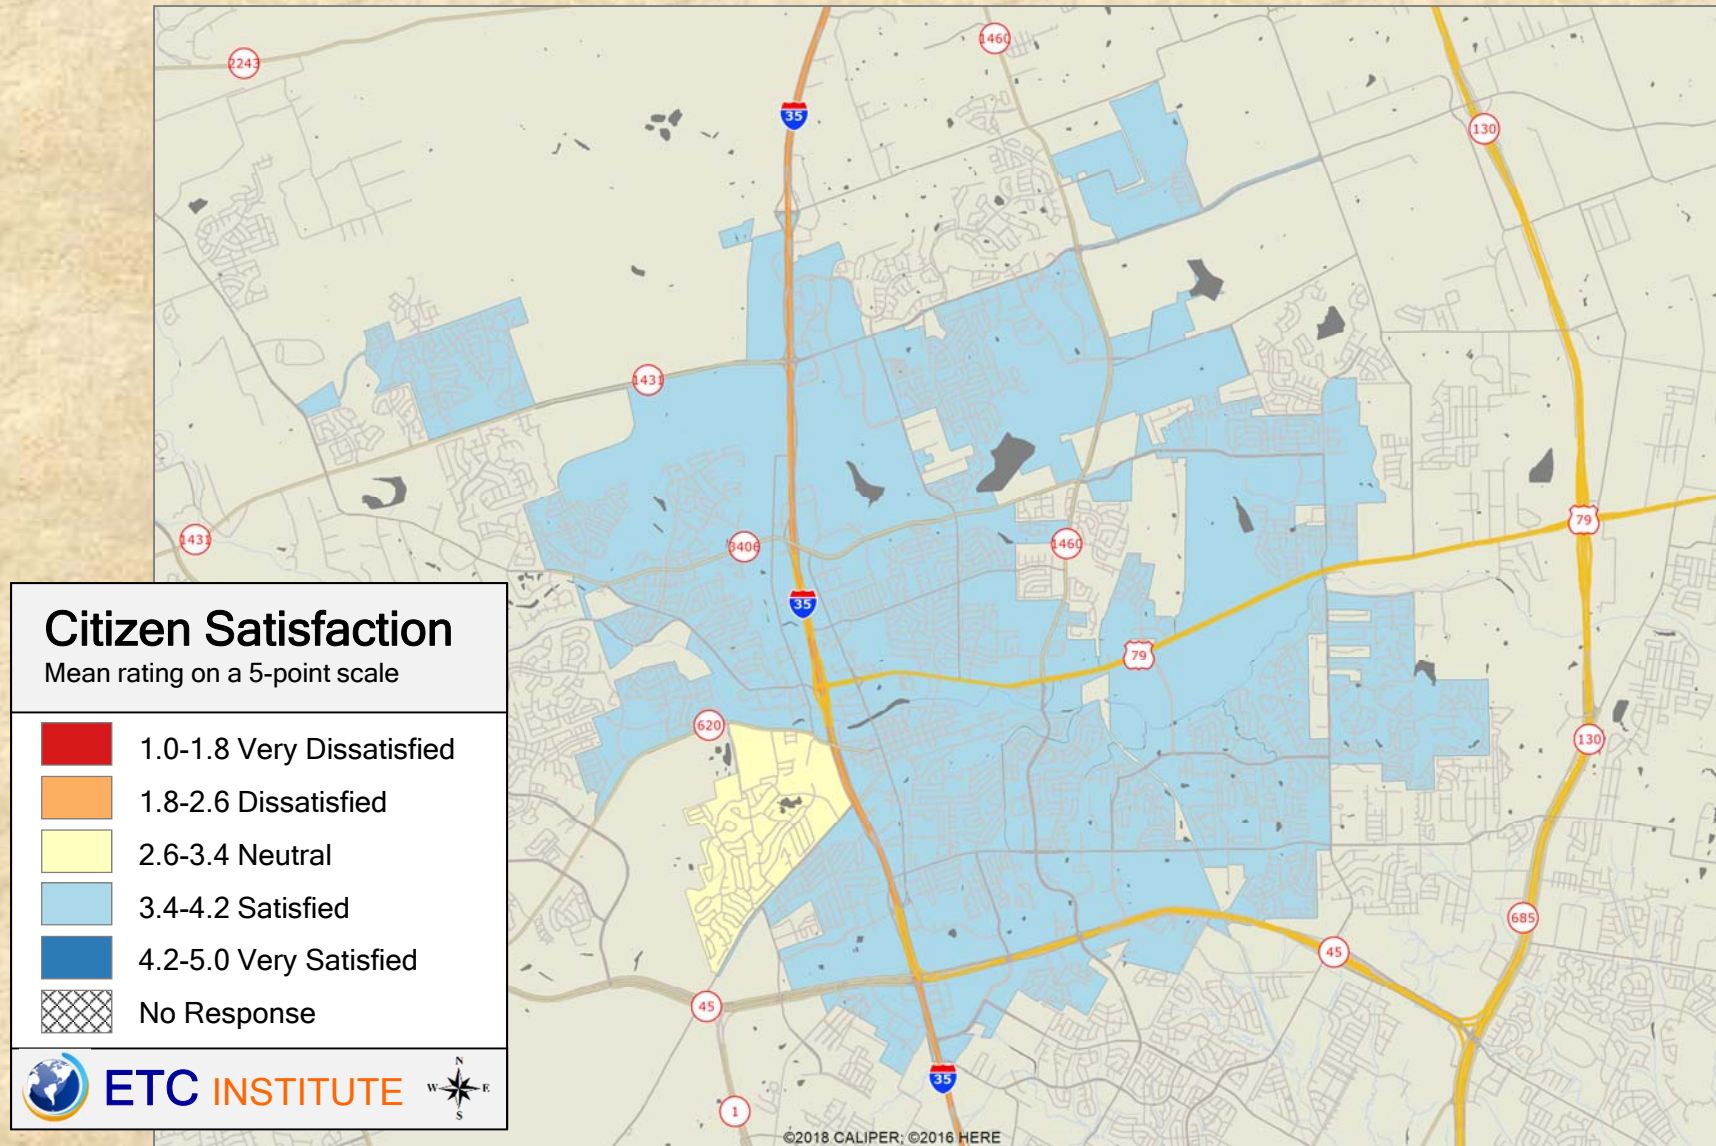 2243
1460
35
130
1431
1431
3406
35
1460
79
79
620
130
685
45
45
35
1
Citizen Satisfaction
Mean rating on a 5-point scale
1.0-1.8 Very Dissatisfied
1.8-2.6 Dissatisfied
2.6-3.4 Neutral
3.4-4.2 Satisfied
4.2-5.0 Very Satisfied
No Response
ETC INSTITUTE
N
W E
S
©2018 CALIPER; ©2016 HERE